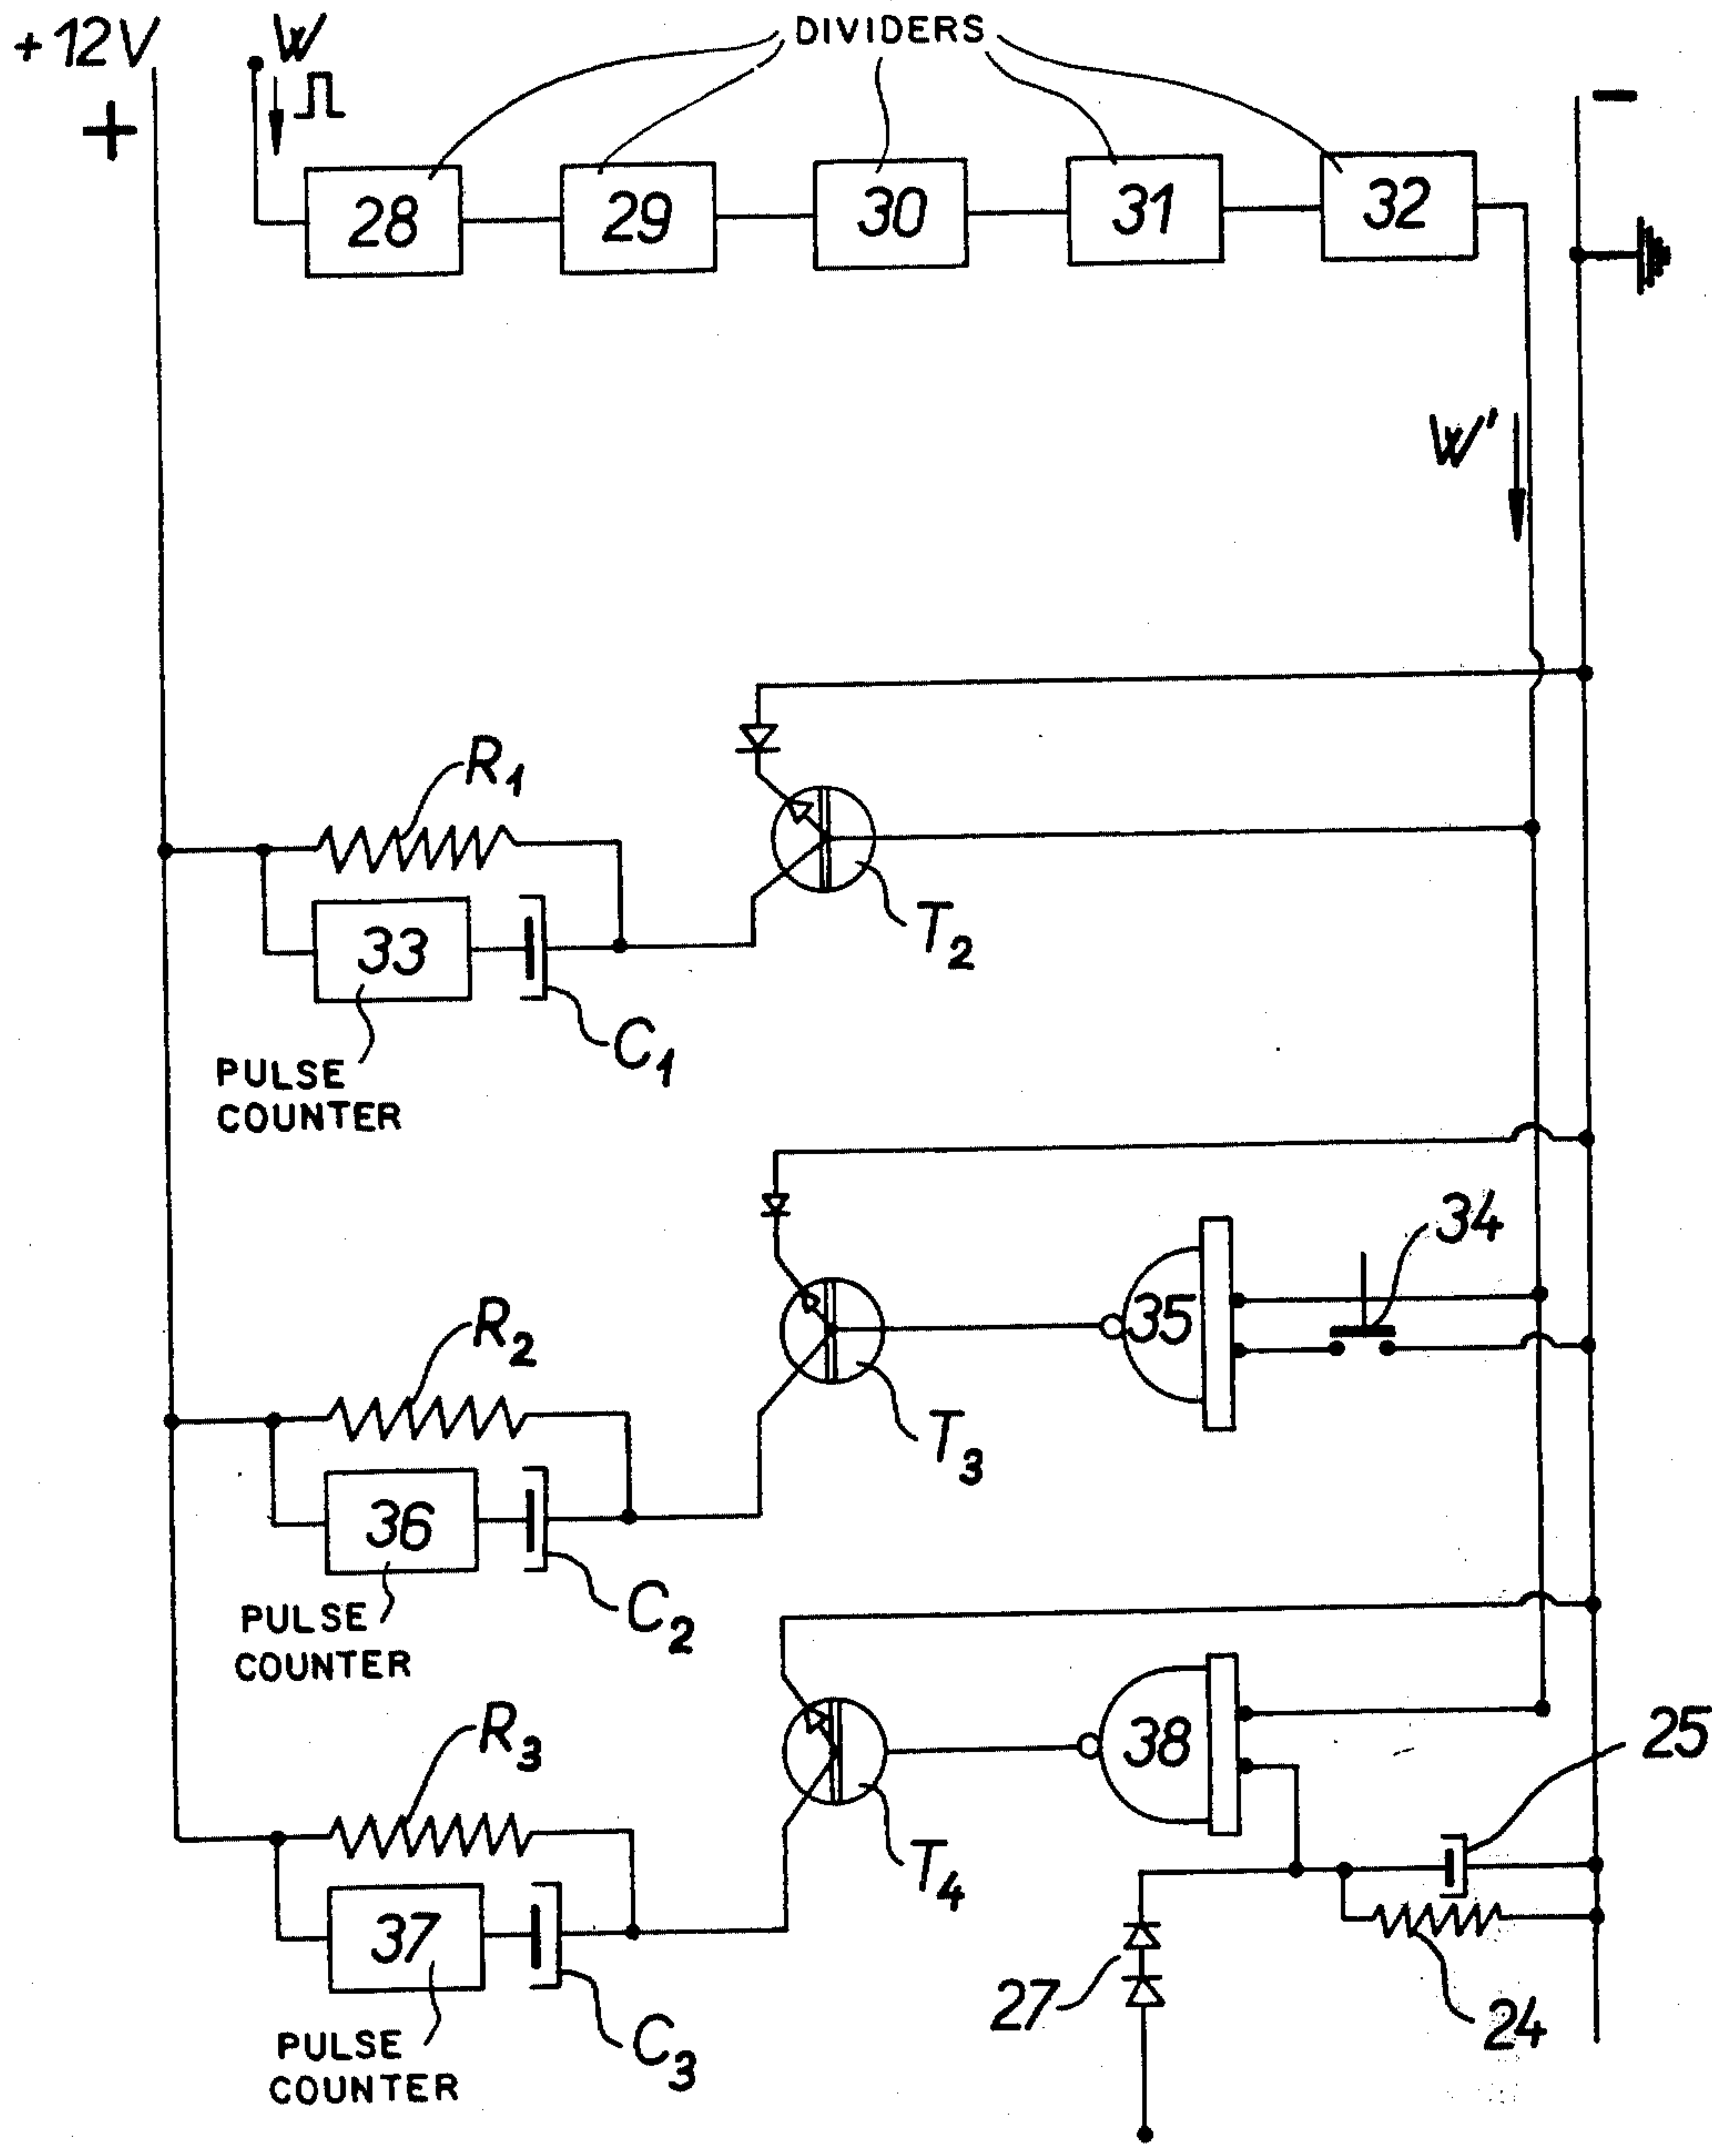 +12V
W
DIVIDERS
+
−
28
29
30
31
32
W'
R1
33
T2
C1
PULSE
COUNTER
34
35
R2
T3
36
C2
PULSE
COUNTER
R3
38
25
T4
37
27
24
C3
PULSE
COUNTER